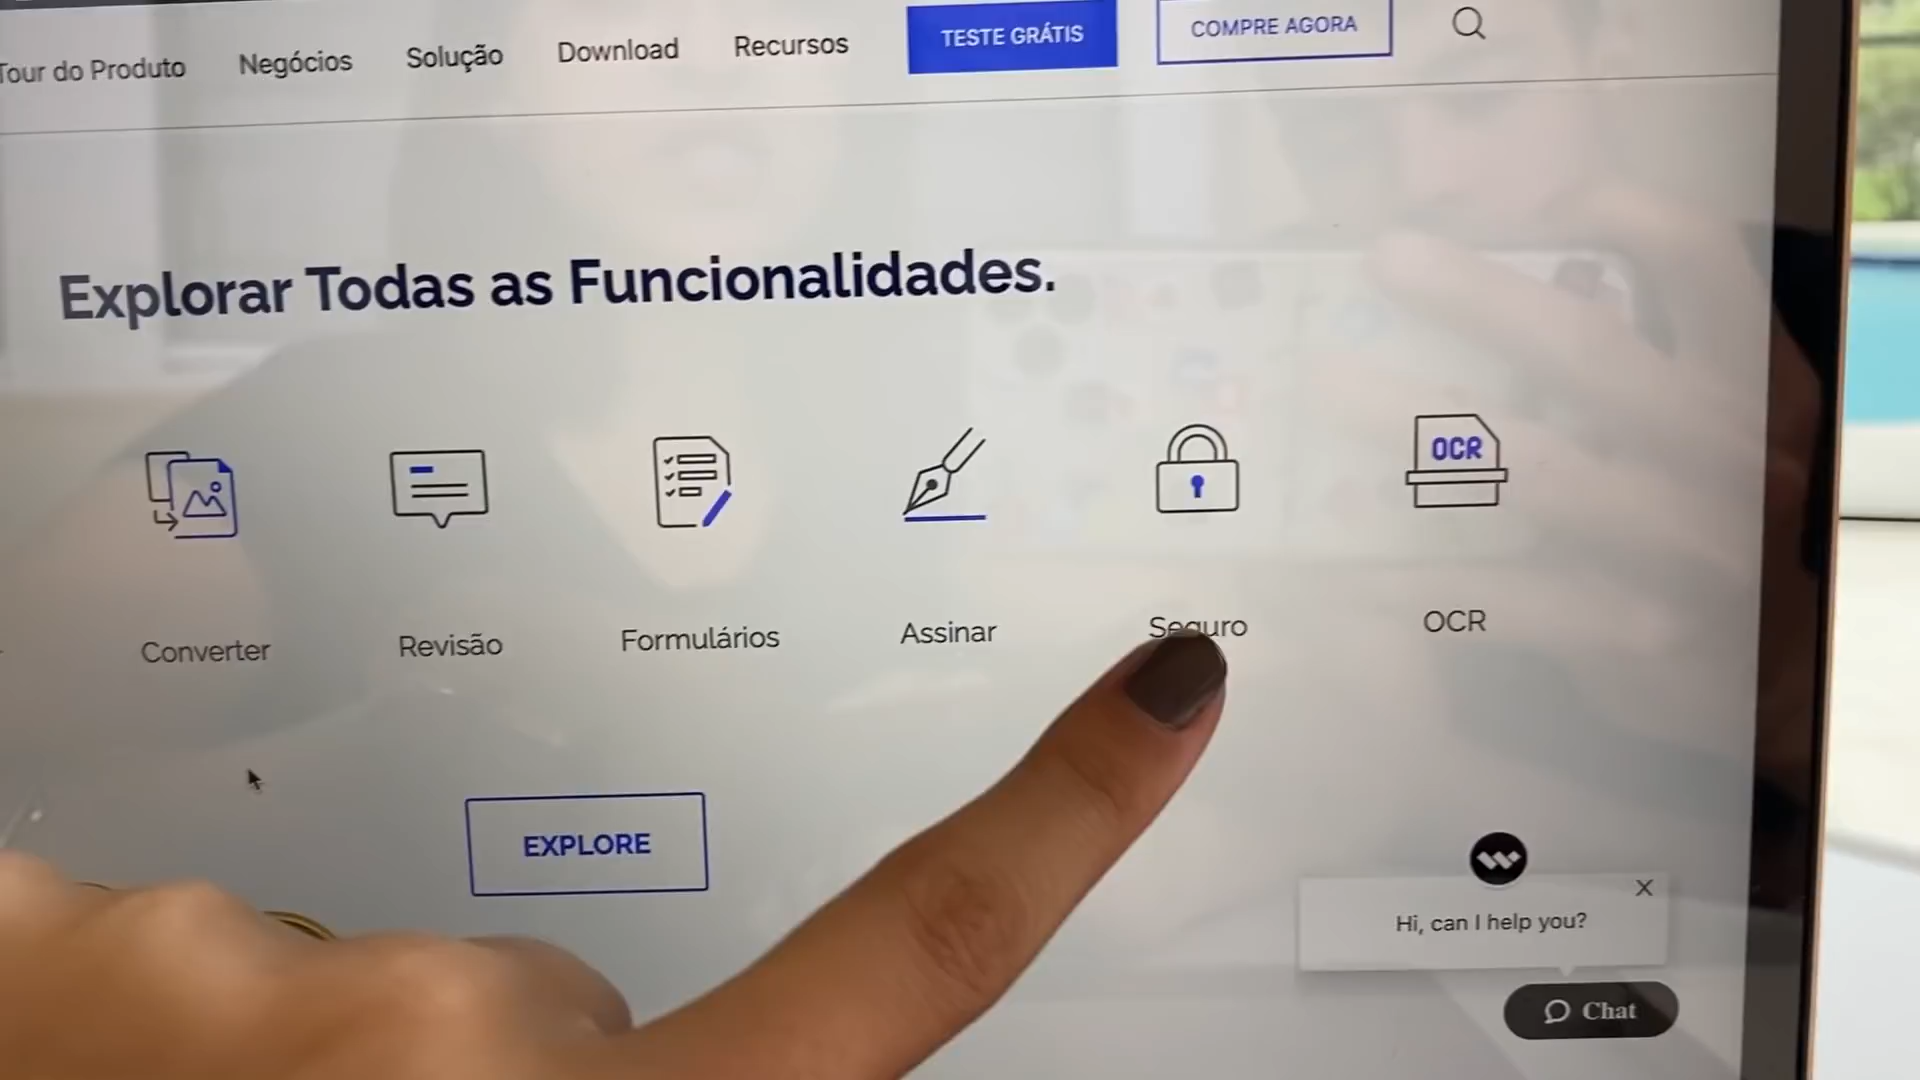 Tour do Produto Negócios Solução Download Recursos TESTE GRÁTIS COMPRE AGORA
Explorar Todas as Funcionalidades.
OCR
Converter Revisão Formulários Assinar Seguro OCR
EXPLORE
X
Hi, can I help you?
Chat